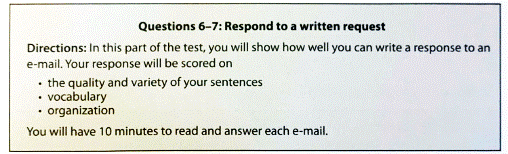 Questions 6–7: Respond to a written request
Directions: In this part of the test, you will show how well you can write a response to an
e-mail. Your response will be scored on
• the quality and variety of your sentences
• vocabulary
• organization
You will have 10 minutes to read and answer each e-mail.